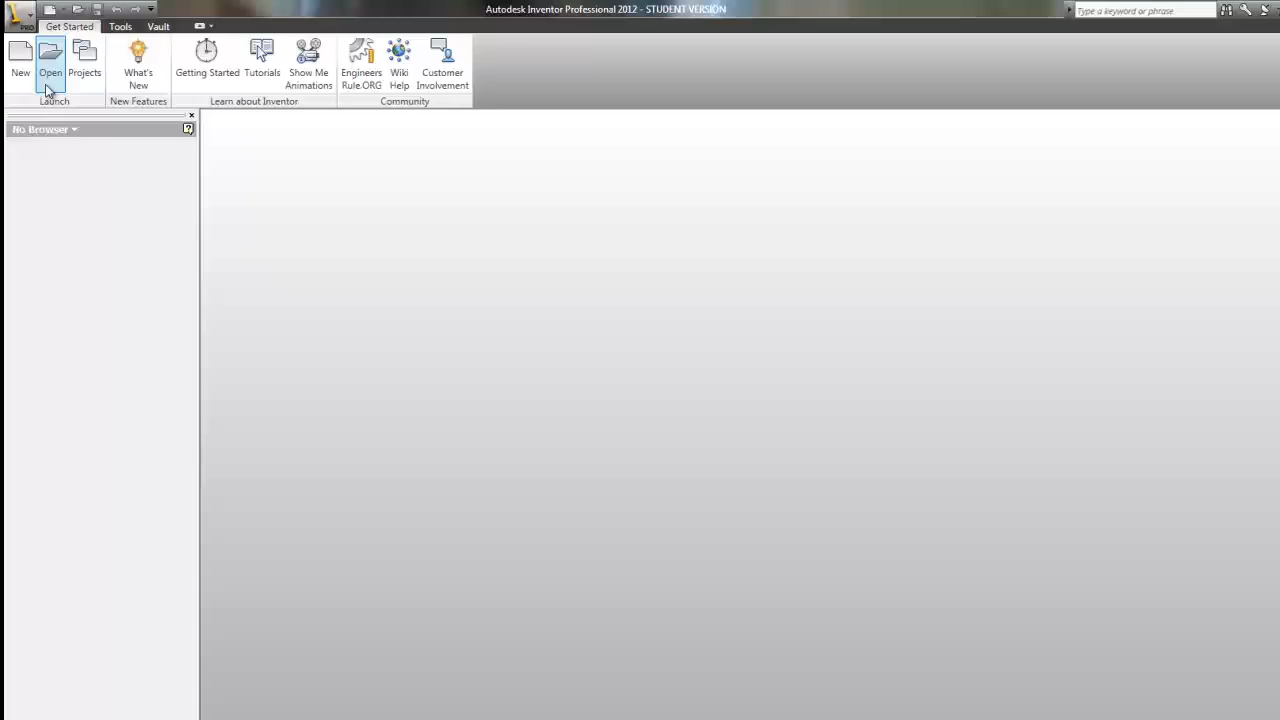 Autodesk Inventor Professional 2012 - STUDENT VERSION
Type a keyword or phrase
PRO
Get Started Tools Vault
New Open Projects What's New Getting Started Tutorials Show Me Animations Engineers Rule.ORG Wiki Help Customer Involvement
Launch New Features Learn about Inventor Community
No Browser